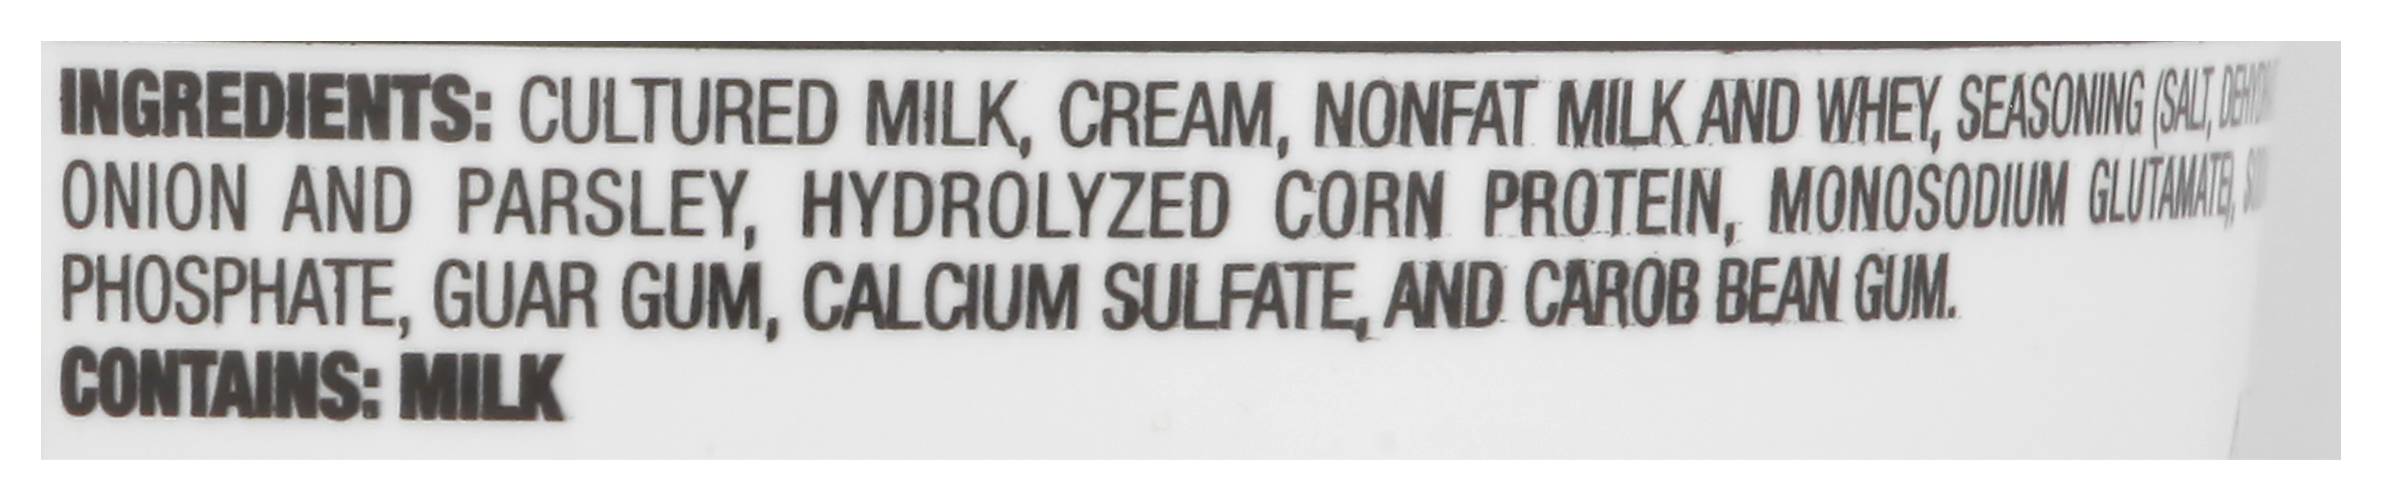 INGREDIENTS: CULTURED MILK, CREAM, NONFAT MILK AND WHEY, SEASONING (SALT,
ONION AND PARSLEY, HYDROLYZED CORN PROTEIN, MONOSODIUM GLUTAMATE),
PHOSPHATE, GUAR GUM, CALCIUM SULFATE, AND CAROB BEAN GUM.
CONTAINS: MILK